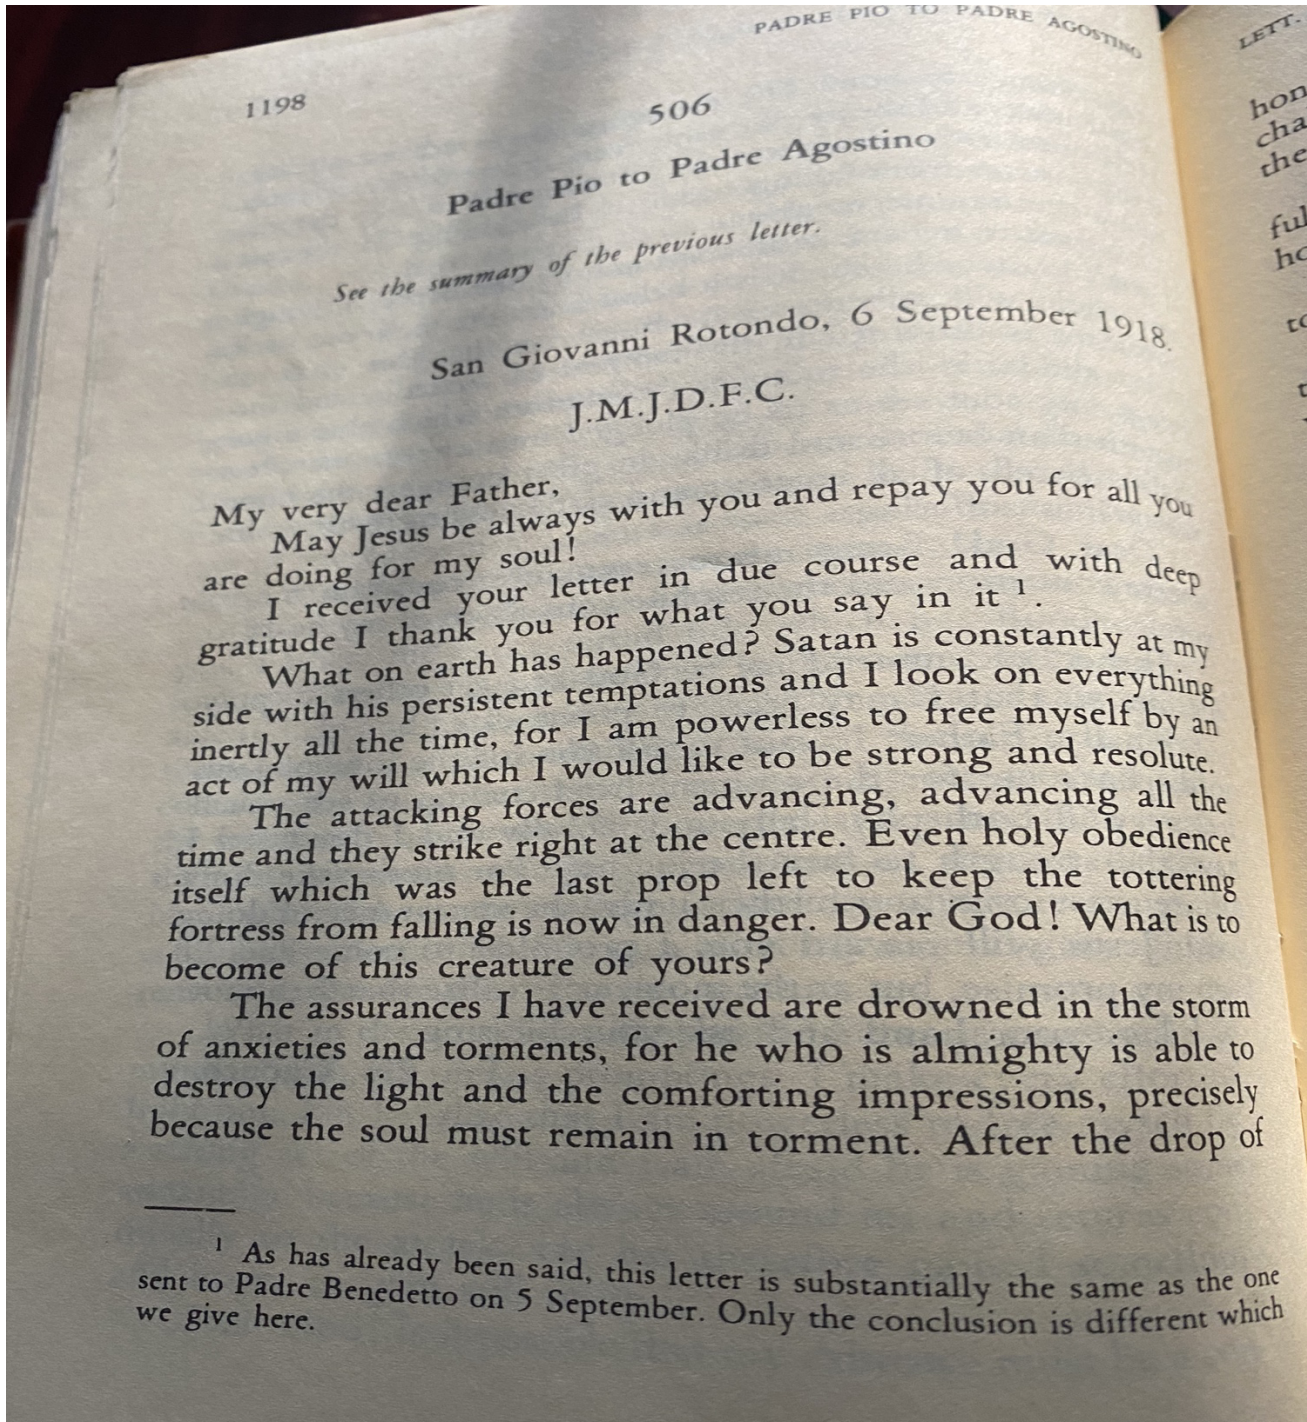 PADRE PIO TO PADRE AGOSTINO
1198
506
Padre Pio to Padre Agostino
See the summary of the previous letter.
San Giovanni Rotondo, 6 September 1918.
J.M.J.D.F.C.
My very dear Father,
May Jesus be always with you and repay you for all you
are doing for my soul!
I received your letter in due course and with deep
gratitude I thank you for what you say in it ¹.
What on earth has happened? Satan is constantly at my
side with his persistent temptations and I look on everything
inertly all the time, for I am powerless to free myself by an
act of my will which I would like to be strong and resolute.
The attacking forces are advancing, advancing all the
time and they strike right at the centre. Even holy obedience
itself which was the last prop left to keep the tottering
fortress from falling is now in danger. Dear God! What is to
become of this creature of yours?
The assurances I have received are drowned in the storm
of anxieties and torments, for he who is almighty is able to
destroy the light and the comforting impressions, precisely
because the soul must remain in torment. After the drop of
¹ As has already been said, this letter is substantially the same as the one
sent to Padre Benedetto on 5 September. Only the conclusion is different which
we give here.
LETT.
the